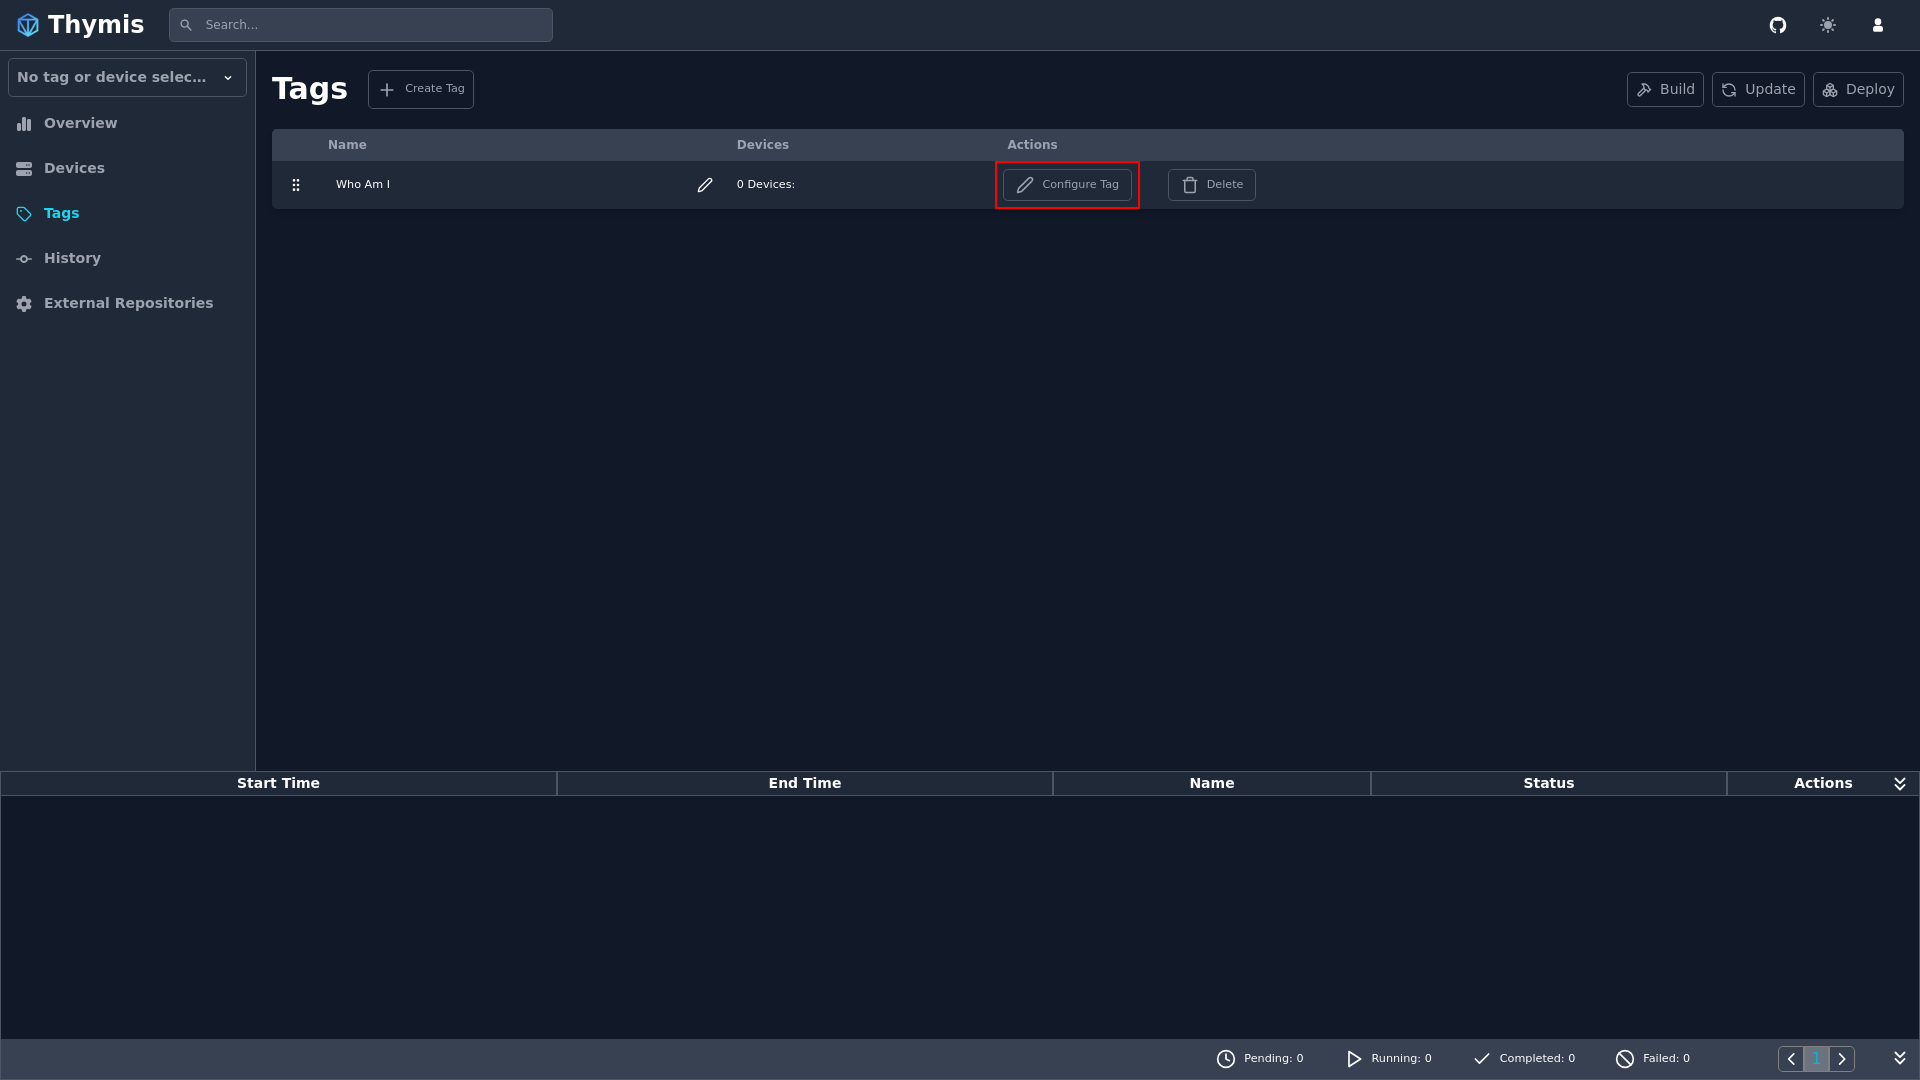 Thymis
Search...
No tag or device selec...
Overview
Devices
Tags
History
External Repositories
Tags
Create Tag
Build
Update
Deploy
Name Devices Actions
Who Am I 0 Devices: Configure Tag Delete
Start Time End Time Name Status Actions
Pending: 0 Running: 0 Completed: 0 Failed: 0 1